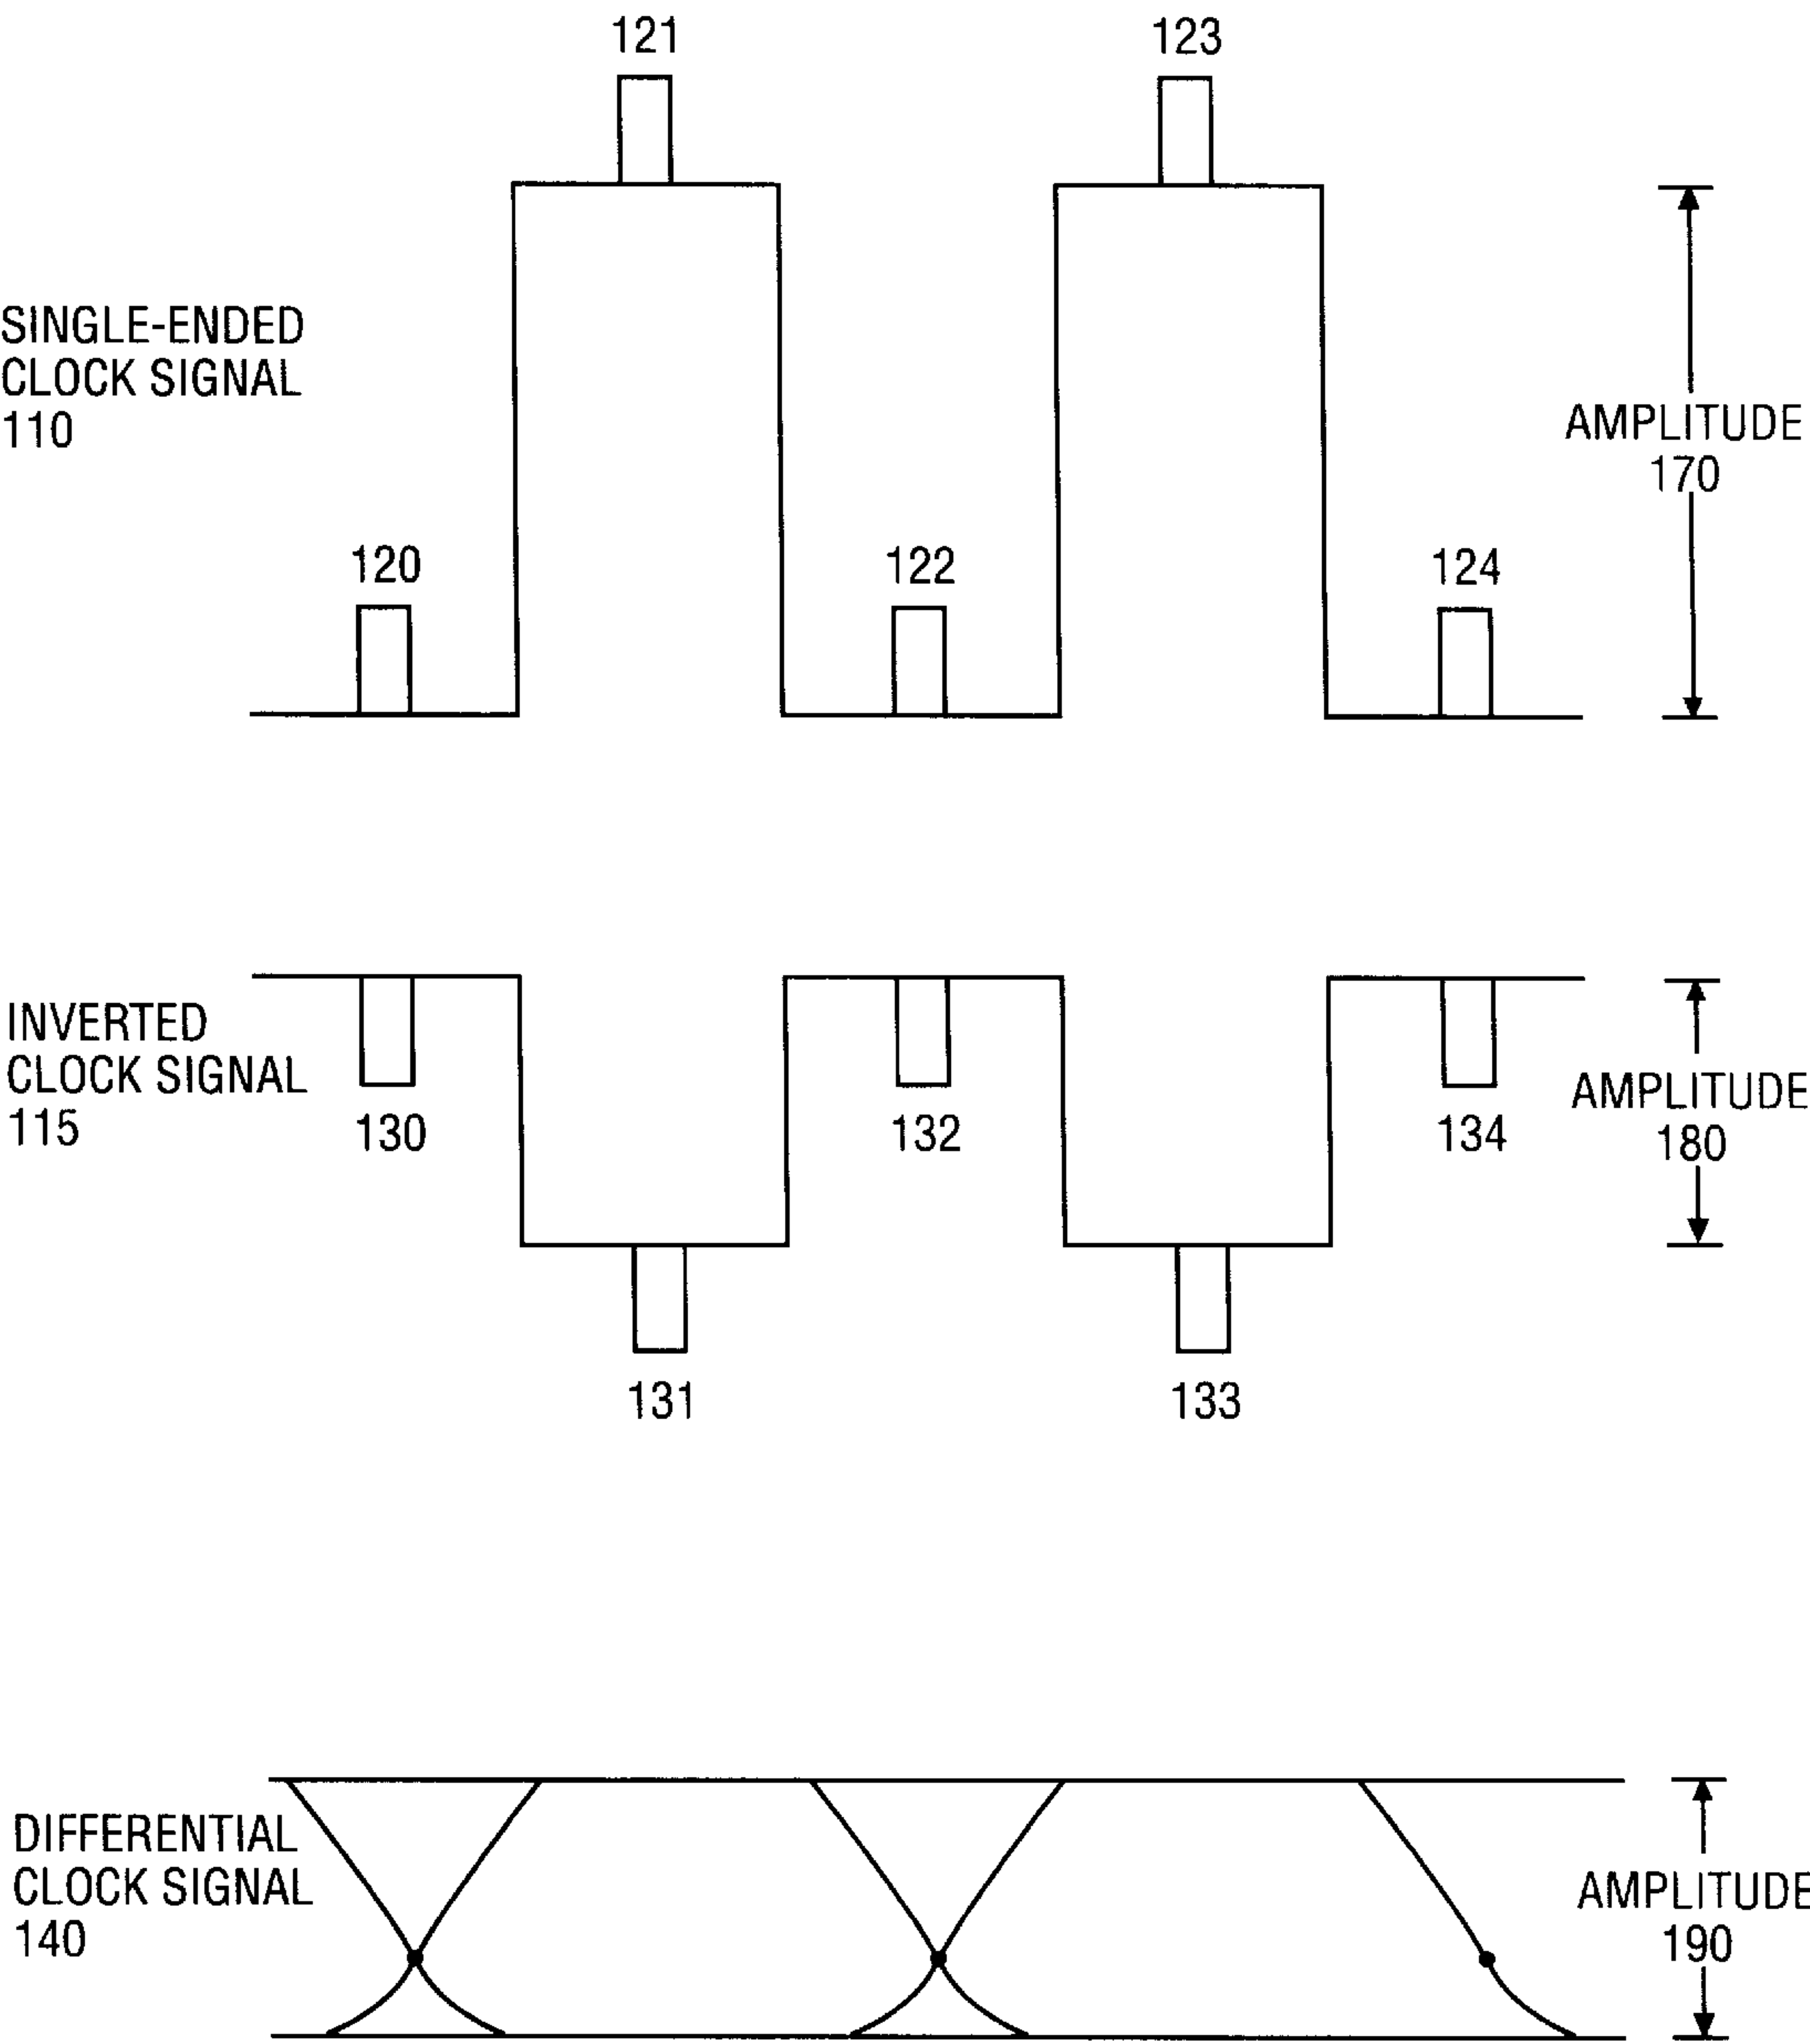 121
123
SINGLE-ENDED
CLOCK SIGNAL
110
AMPLITUDE
170
120
122
124
INVERTED
CLOCK SIGNAL
115
AMPLITUDE
180
130
132
134
131
133
DIFFERENTIAL
CLOCK SIGNAL
140
AMPLITUDE
190